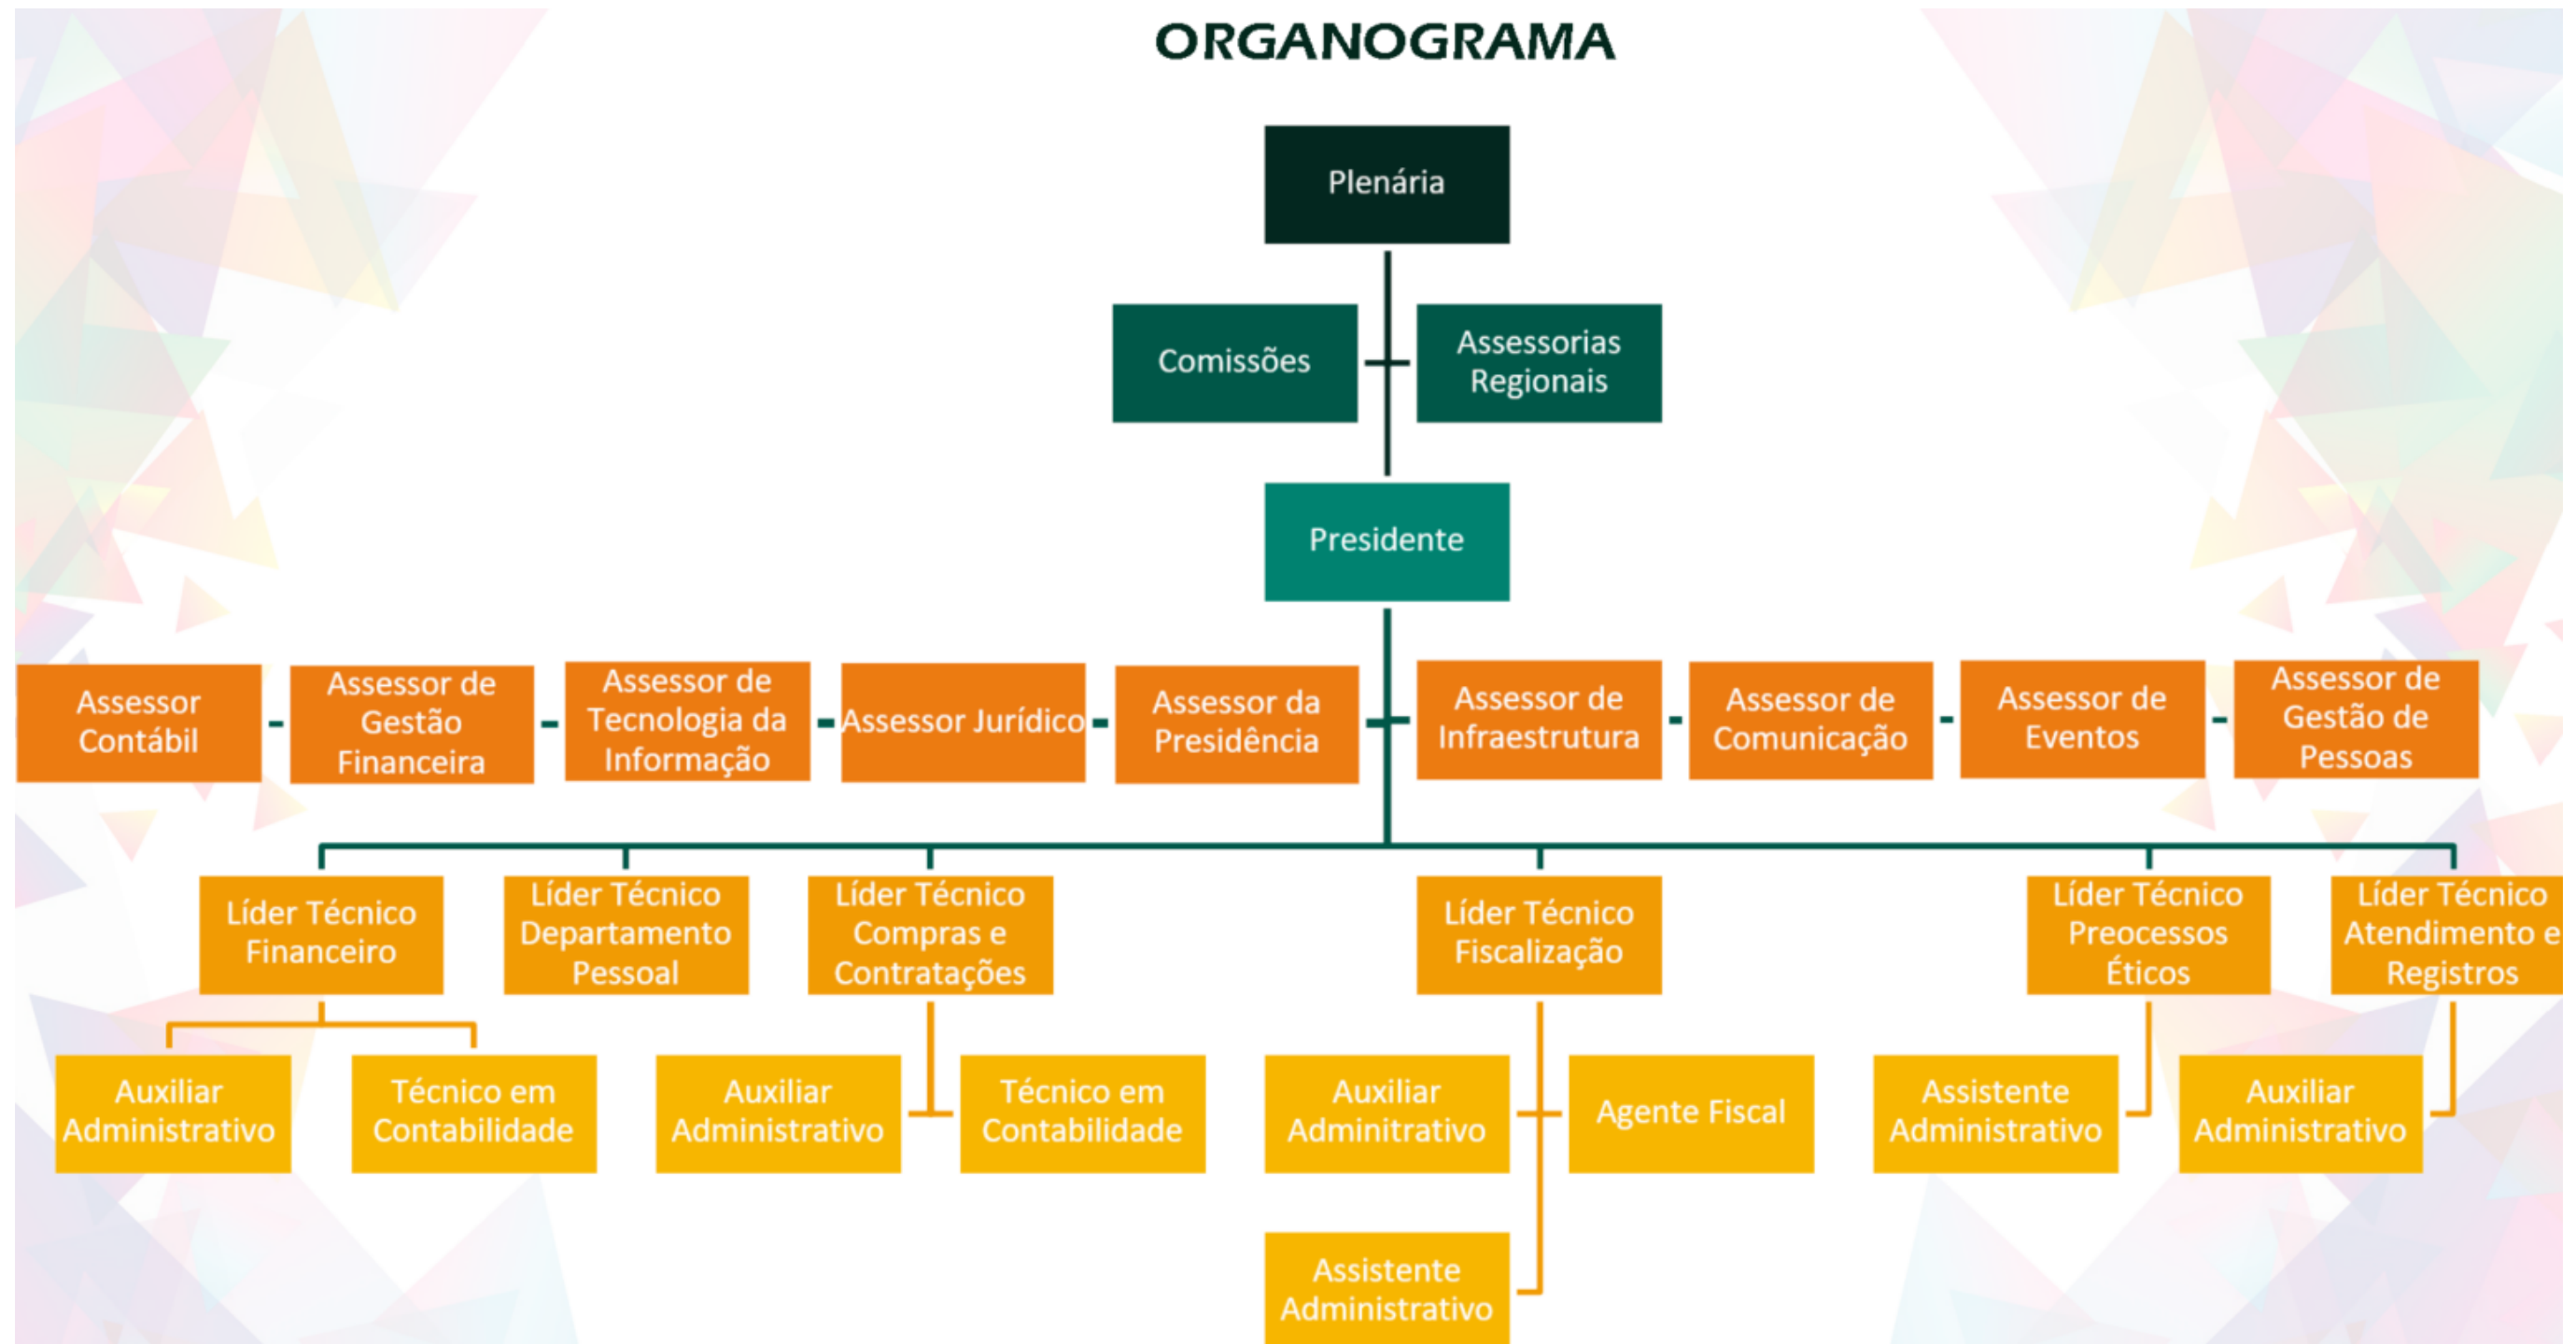 ORGANOGRAMA
Plenária
Comissões
Assessorias
Regionais
Presidente
Assessor
Contábil
Assessor de
Gestão
Financeira
Assessor de
Tecnologia da
Informação
Assessor Jurídico
Assessor da
Presidência
Assessor de
Infraestrutura
Assessor de
Comunicação
Assessor de
Eventos
Assessor de
Gestão de
Pessoas
Líder Técnico
Financeiro
Líder Técnico
Departamento
Pessoal
Líder Técnico
Compras e
Contratações
Líder Técnico
Fiscalização
Líder Técnico
Preocessos
Éticos
Líder Técnico
Atendimento e
Registros
Auxiliar
Administrativo
Técnico em
Contabilidade
Auxiliar
Administrativo
Técnico em
Contabilidade
Auxiliar
Adminitrativo
Agente Fiscal
Assistente
Administrativo
Auxiliar
Administrativo
Assistente
Administrativo